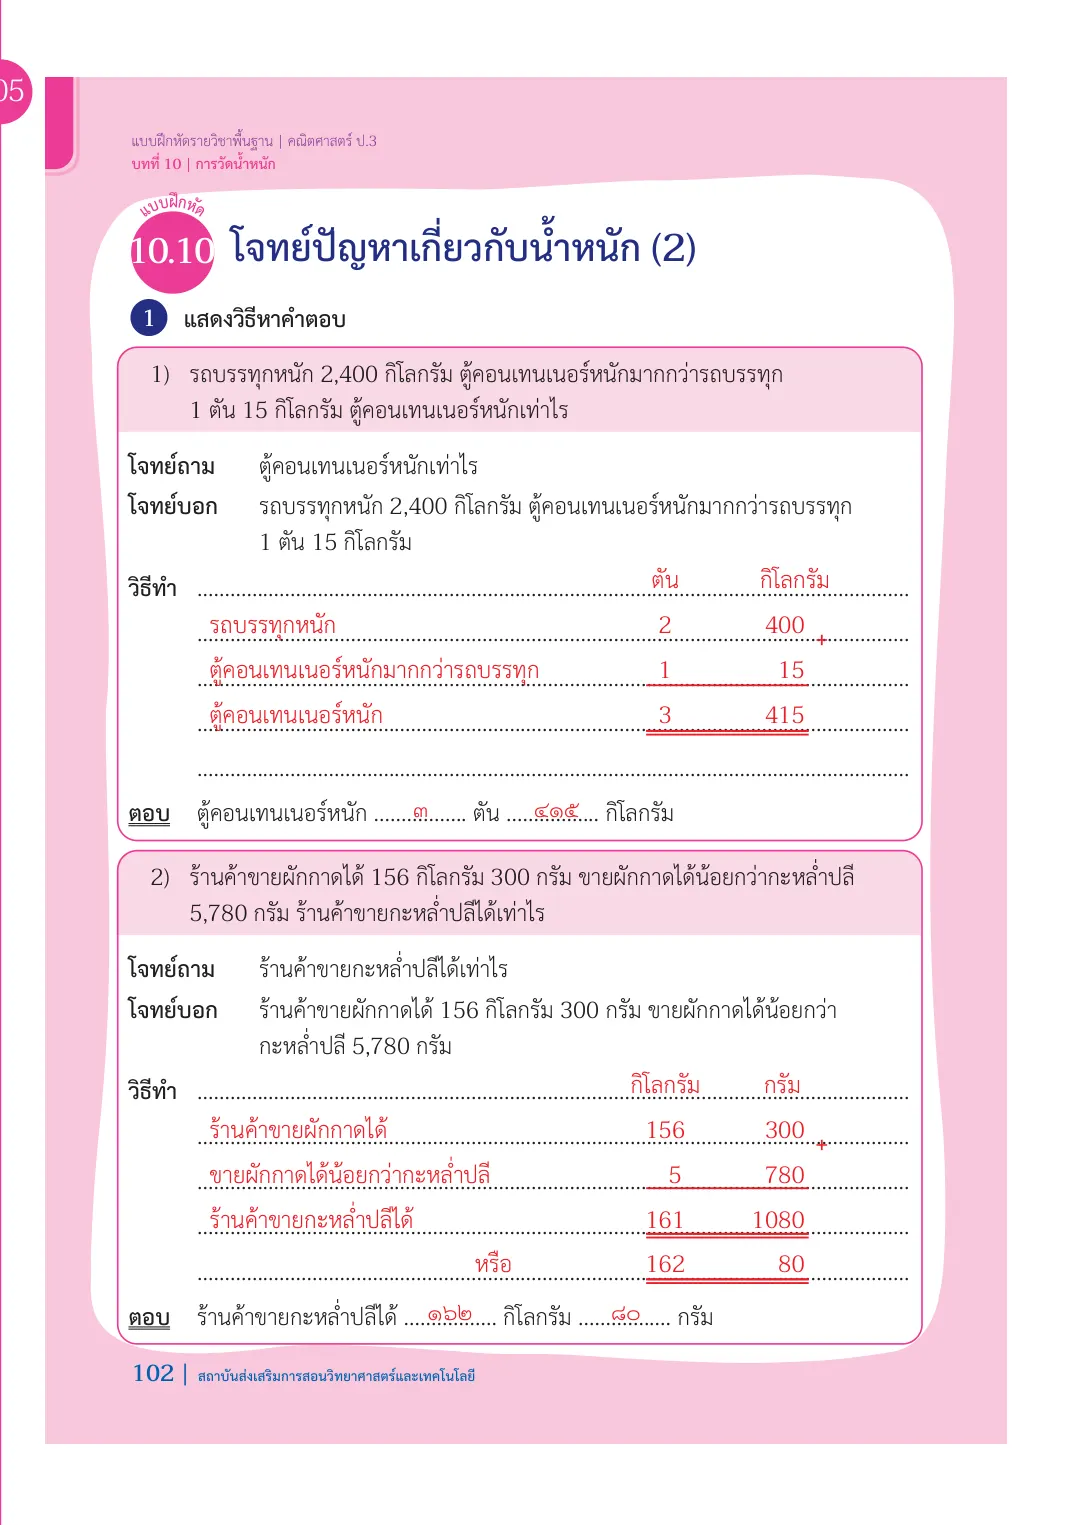 05
แบบฝึกหัดรายวิชาพื้นฐาน | คณิตศาสตร์ ป.3
บทที่ 10 | การวัดน้ำหนัก
แบบฝึกหัด
10.10 โจทย์ปัญหาเกี่ยวกับน้ำหนัก (2)
1 แสดงวิธีหาคำตอบ
1) รถบรรทุกหนัก 2,400 กิโลกรัม ตู้คอนเทนเนอร์หนักมากกว่ารถบรรทุก
1 ตัน 15 กิโลกรัม ตู้คอนเทนเนอร์หนักเท่าไร
โจทย์ถาม ตู้คอนเทนเนอร์หนักเท่าไร
โจทย์บอก รถบรรทุกหนัก 2,400 กิโลกรัม ตู้คอนเทนเนอร์หนักมากกว่ารถบรรทุก
1 ตัน 15 กิโลกรัม
วิธีทำ ตัน กิโลกรัม
รถบรรทุกหนัก 2 400 +
ตู้คอนเทนเนอร์หนักมากกว่ารถบรรทุก 1 15
ตู้คอนเทนเนอร์หนัก 3 415
ตอบ ตู้คอนเทนเนอร์หนัก ๓ ตัน ๔๑๕ กิโลกรัม
2) ร้านค้าขายผักกาดได้ 156 กิโลกรัม 300 กรัม ขายผักกาดได้น้อยกว่ากะหล่ำปลี
5,780 กรัม ร้านค้าขายกะหล่ำปลีได้เท่าไร
โจทย์ถาม ร้านค้าขายกะหล่ำปลีได้เท่าไร
โจทย์บอก ร้านค้าขายผักกาดได้ 156 กิโลกรัม 300 กรัม ขายผักกาดได้น้อยกว่า
กะหล่ำปลี 5,780 กรัม
วิธีทำ กิโลกรัม กรัม
ร้านค้าขายผักกาดได้ 156 300 +
ขายผักกาดได้น้อยกว่ากะหล่ำปลี 5 780
ร้านค้าขายกะหล่ำปลีได้ 161 1080
หรือ 162 80
ตอบ ร้านค้าขายกะหล่ำปลีได้ ๑๖๒ กิโลกรัม ๘๐ กรัม
102 | สถาบันส่งเสริมการสอนวิทยาศาสตร์และเทคโนโลยี